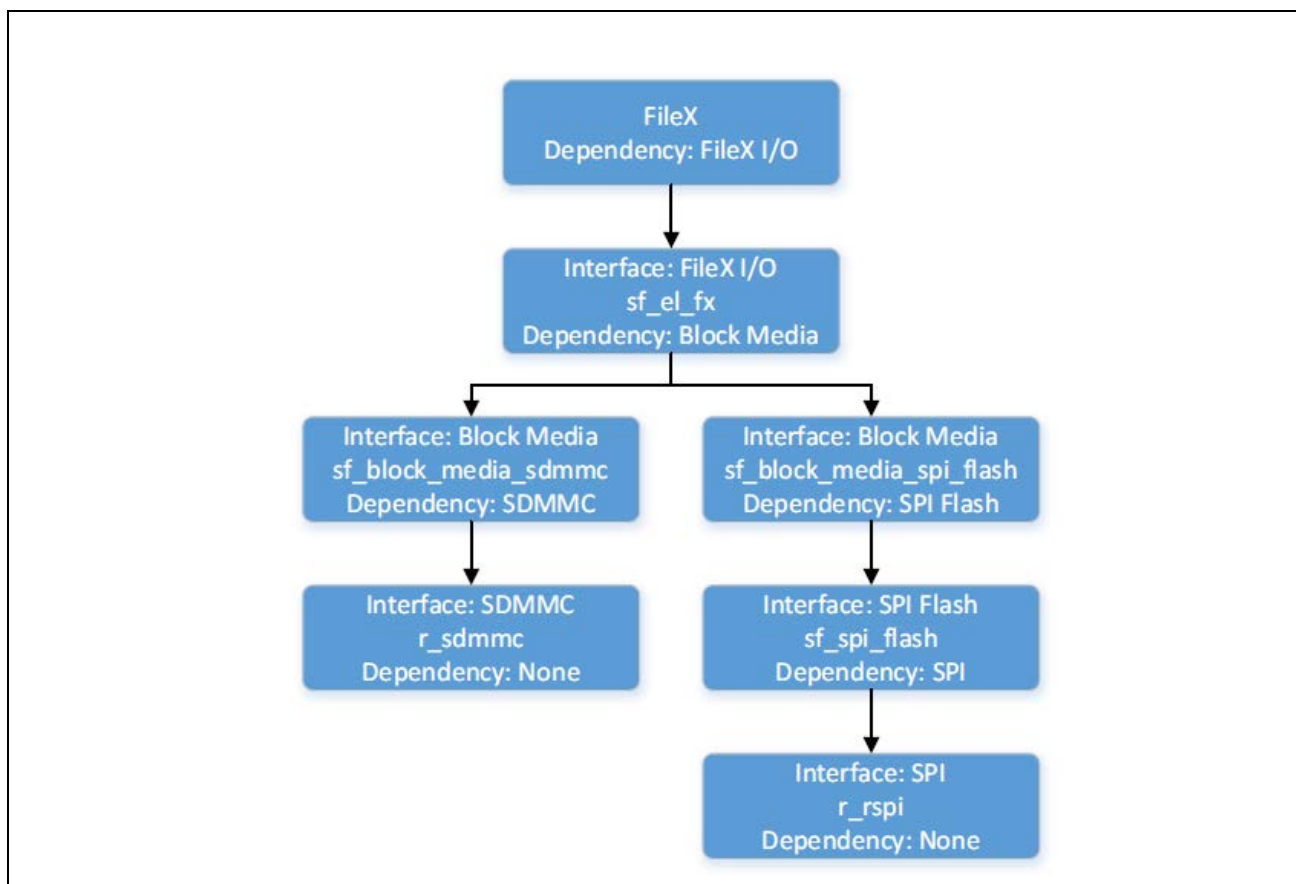 FileX
Dependency: FileX I/O
Interface: FileX I/O
sf_el_fx
Dependency: Block Media
Interface: Block Media
sf_block_media_sdmmc
Dependency: SDMMC
Interface: Block Media
sf_block_media_spi_flash
Dependency: SPI Flash
Interface: SDMMC
r_sdmmc
Dependency: None
Interface: SPI Flash
sf_spi_flash
Dependency: SPI
Interface: SPI
r_rspi
Dependency: None